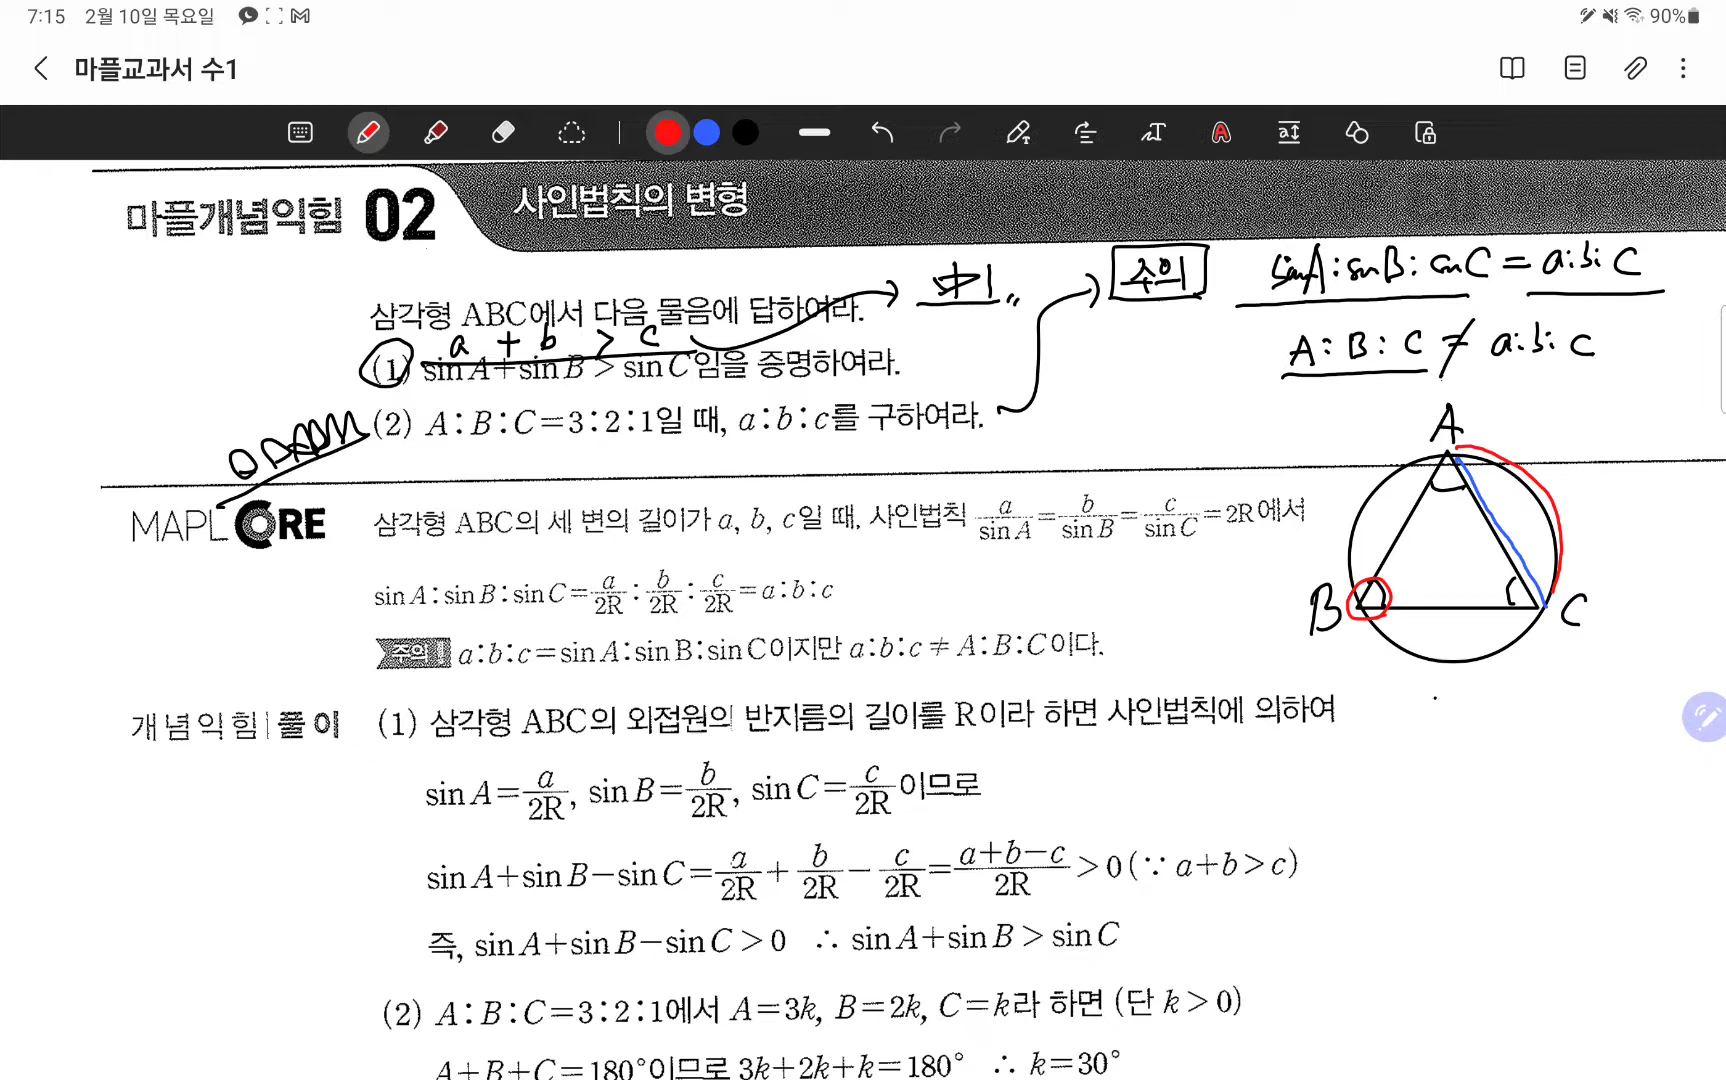 7:15 2월 10일 목요일 90%
마플교과서 수1
마플개념익힘 02 사인법칙의 변형
주의 sinA:sinB:sinC=a:b:c
A:B:C≠a:b:c
삼각형 ABC에서 다음 물음에 답하여라.
a + b > c
(1) sin A+sin B>sin C임을 증명하여라.
(2) A:B:C=3:2:1일 때, a:b:c를 구하여라.
MAPL CORE 삼각형 ABC의 세 변의 길이가 a, b, c일 때, 사인법칙 a/sin A=b/sin B=c/sin C=2R에서
sin A:sin B:sin C=a/2R:b/2R:c/2R=a:b:c
주의! a:b:c=sin A:sin B:sin C이지만 a:b:c≠A:B:C이다.
A
B
C
개념익힘|풀이 (1) 삼각형 ABC의 외접원의 반지름의 길이를 R이라 하면 사인법칙에 의하여
sin A=a/2R, sin B=b/2R, sin C=c/2R이므로
sin A+sin B-sin C=a/2R+b/2R-c/2R=a+b-c/2R>0(∵a+b>c)
즉, sin A+sin B-sin C>0 ∴ sin A+sin B>sin C
(2) A:B:C=3:2:1에서 A=3k, B=2k, C=k라 하면 (단 k>0)
A+B+C=180°이므로 3k+2k+k=180° ∴ k=30°